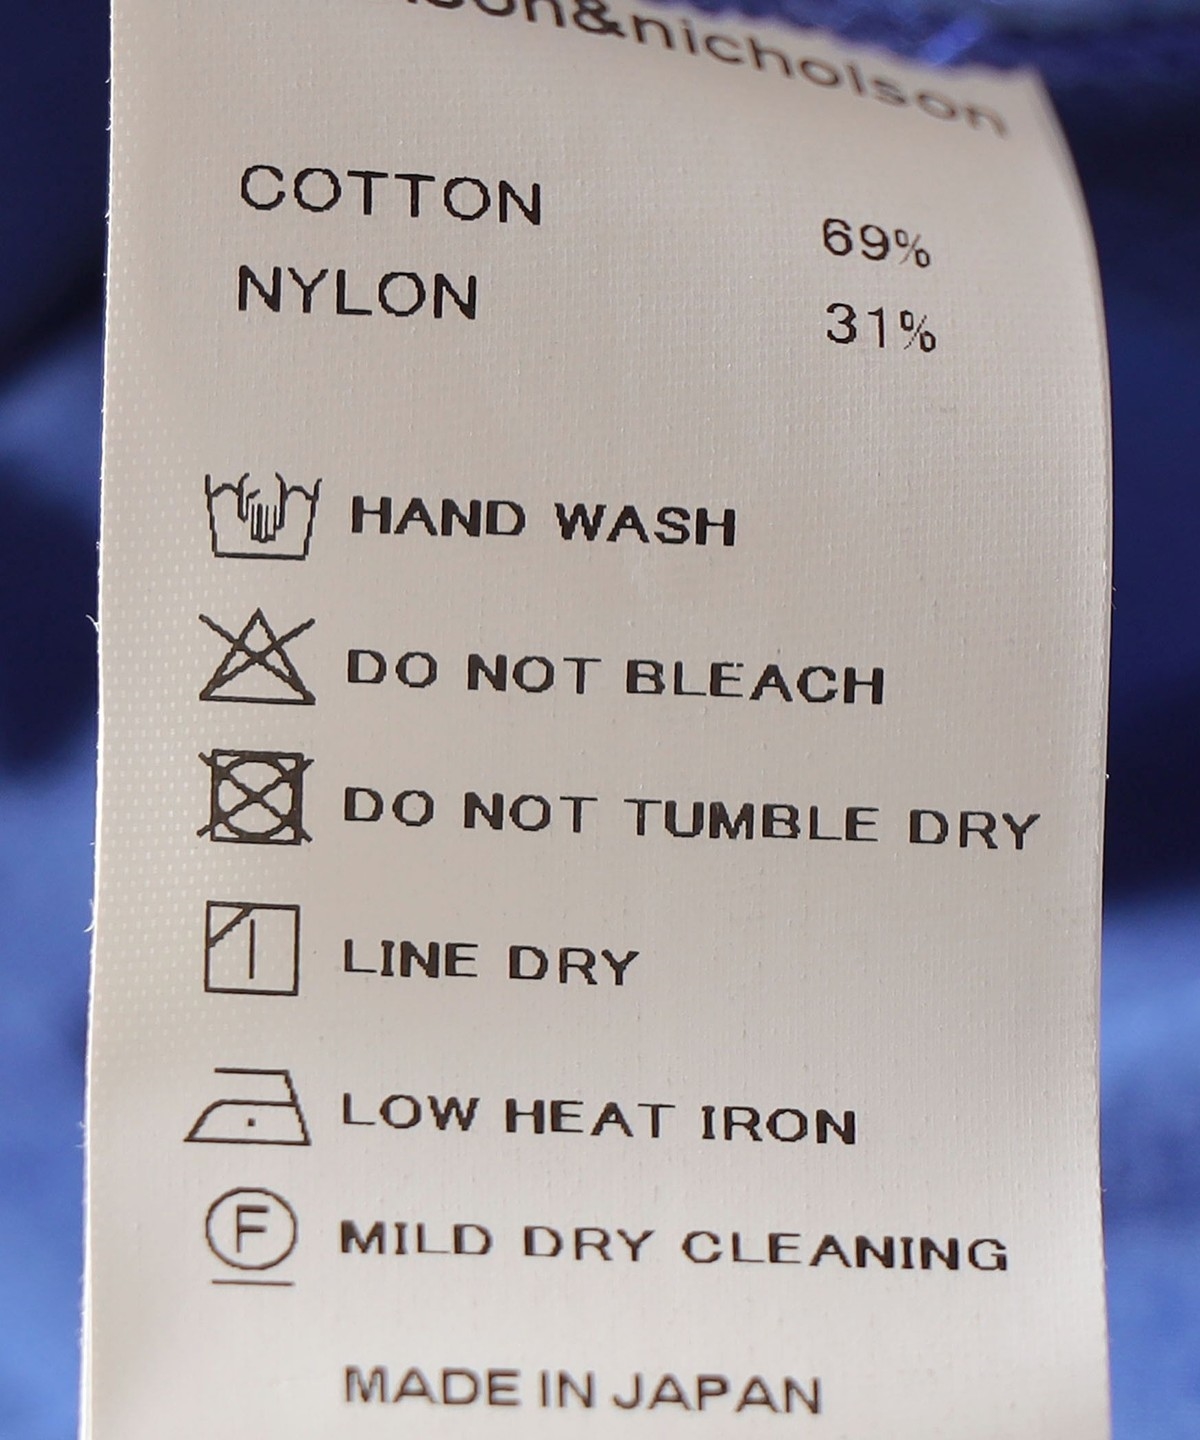 &nicholson
COTTON 69%
NYLON 31%
HAND WASH
DO NOT BLEACH
DO NOT TUMBLE DRY
LINE DRY
LOW HEAT IRON
F MILD DRY CLEANING
MADE IN JAPAN